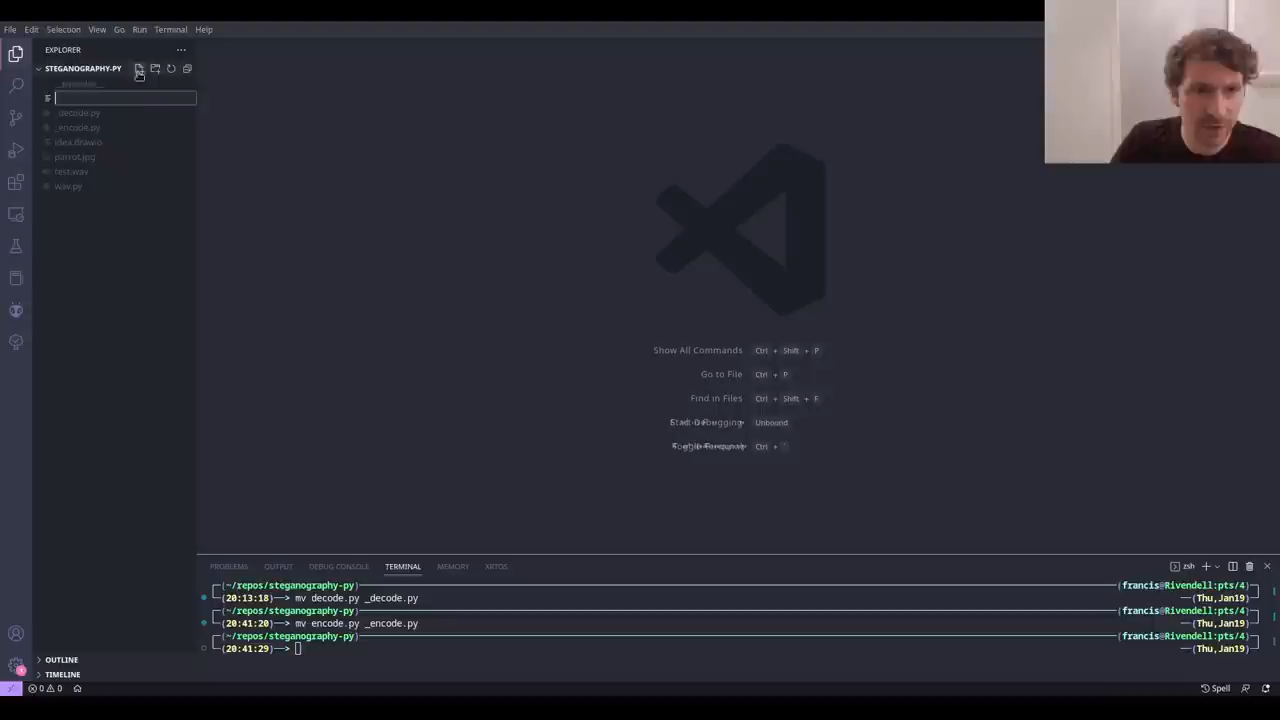 File Edit Selection View Go Run Terminal Help
EXPLORER
STEGANOGRAPHY-PY
_decode.py
_encode.py
idea.drawio
parrot.jpg
test.wav
wav.py
Show All Commands Ctrl + Shift + P
Go to File Ctrl + P
Find in Files Ctrl + Shift + F
Start Debugging Unbound
Ctrl + `
PROBLEMS OUTPUT DEBUG CONSOLE TERMINAL MEMORY XRTOS
zsh
(~/repos/steganography-py) (francis@Rivendell:pts/4)
(20:13:18)──> mv decode.py _decode.py (Thu,Jan19)
(~/repos/steganography-py) (francis@Rivendell:pts/4)
(20:41:20)──> mv encode.py _encode.py (Thu,Jan19)
(~/repos/steganography-py) (francis@Rivendell:pts/4)
(20:41:29)──> (Thu,Jan19)
OUTLINE
TIMELINE
0 0 Spell